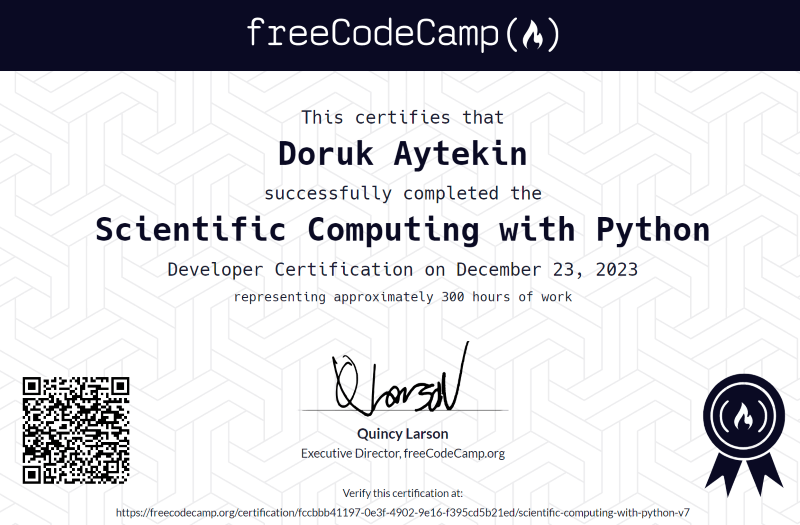 freeCodeCamp
This certifies that
Doruk Aytekin
successfully completed the
Scientific Computing with Python
Developer Certification on December 23, 2023
representing approximately 300 hours of work
Q Larson
Quincy Larson
Executive Director, freeCodeCamp.org
Verify this certification at:
https://freecodecamp.org/certification/fccbbb41197-0e3f-4902-9e16-f395cd5b21ed/scientific-computing-with-python-v7